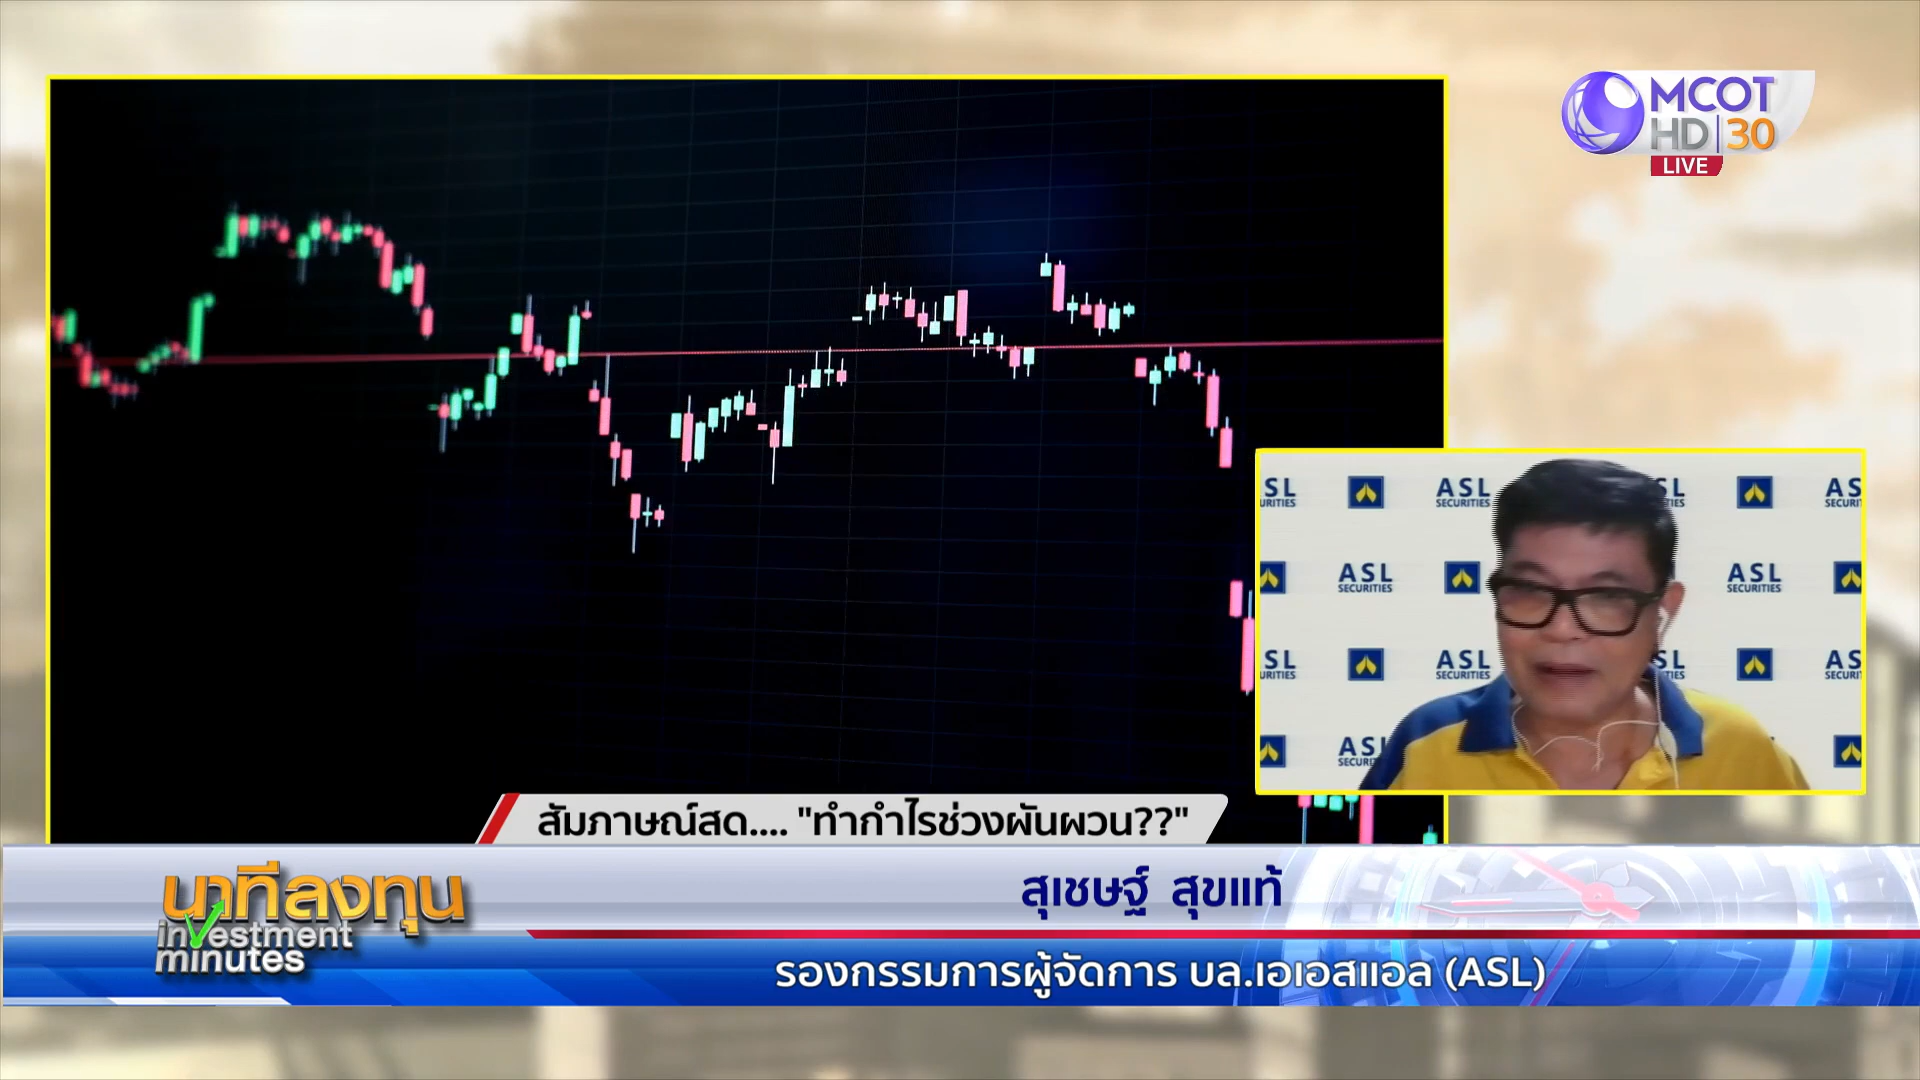 MCOT
HD 30
LIVE
ASL
SECURITIES
สัมภาษณ์สด.... "ทำกำไรช่วงผันผวน??"
นาทีลงทุน
investment
minutes
สุเชษฐ์ สุขแท้
รองกรรมการผู้จัดการ บล.เอเอสแอล (ASL)